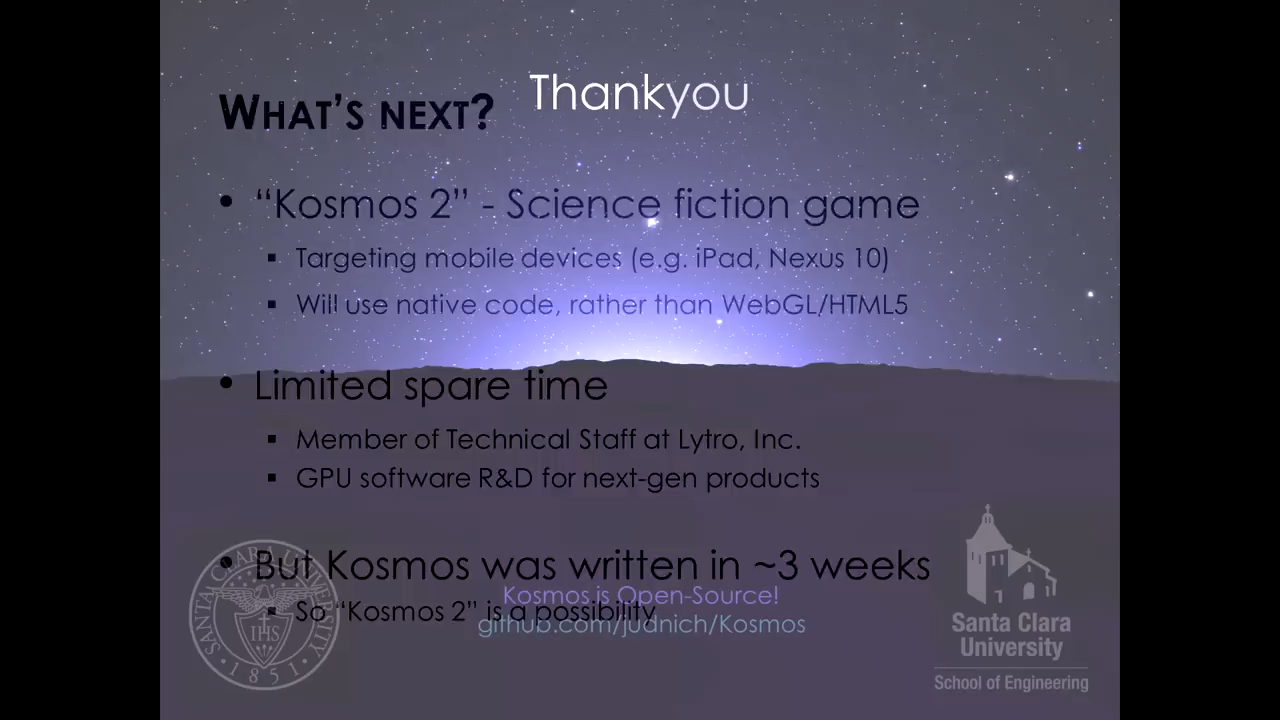 Thankyou
WHAT'S NEXT?
• “Kosmos 2” - Science fiction game
▪ Targeting mobile devices (e.g. iPad, Nexus 10)
▪ Will use native code, rather than WebGL/HTML5
• Limited spare time
▪ Member of Technical Staff at Lytro, Inc.
▪ GPU software R&D for next-gen products
• But Kosmos was written in ~3 weeks
▪ So “Kosmos 2” is a possibility
Kosmos is Open-Source!
github.com/judnich/Kosmos
SANTA CLARA UNIVERSITY
IHS
• 1851 •
Santa Clara
University
School of Engineering